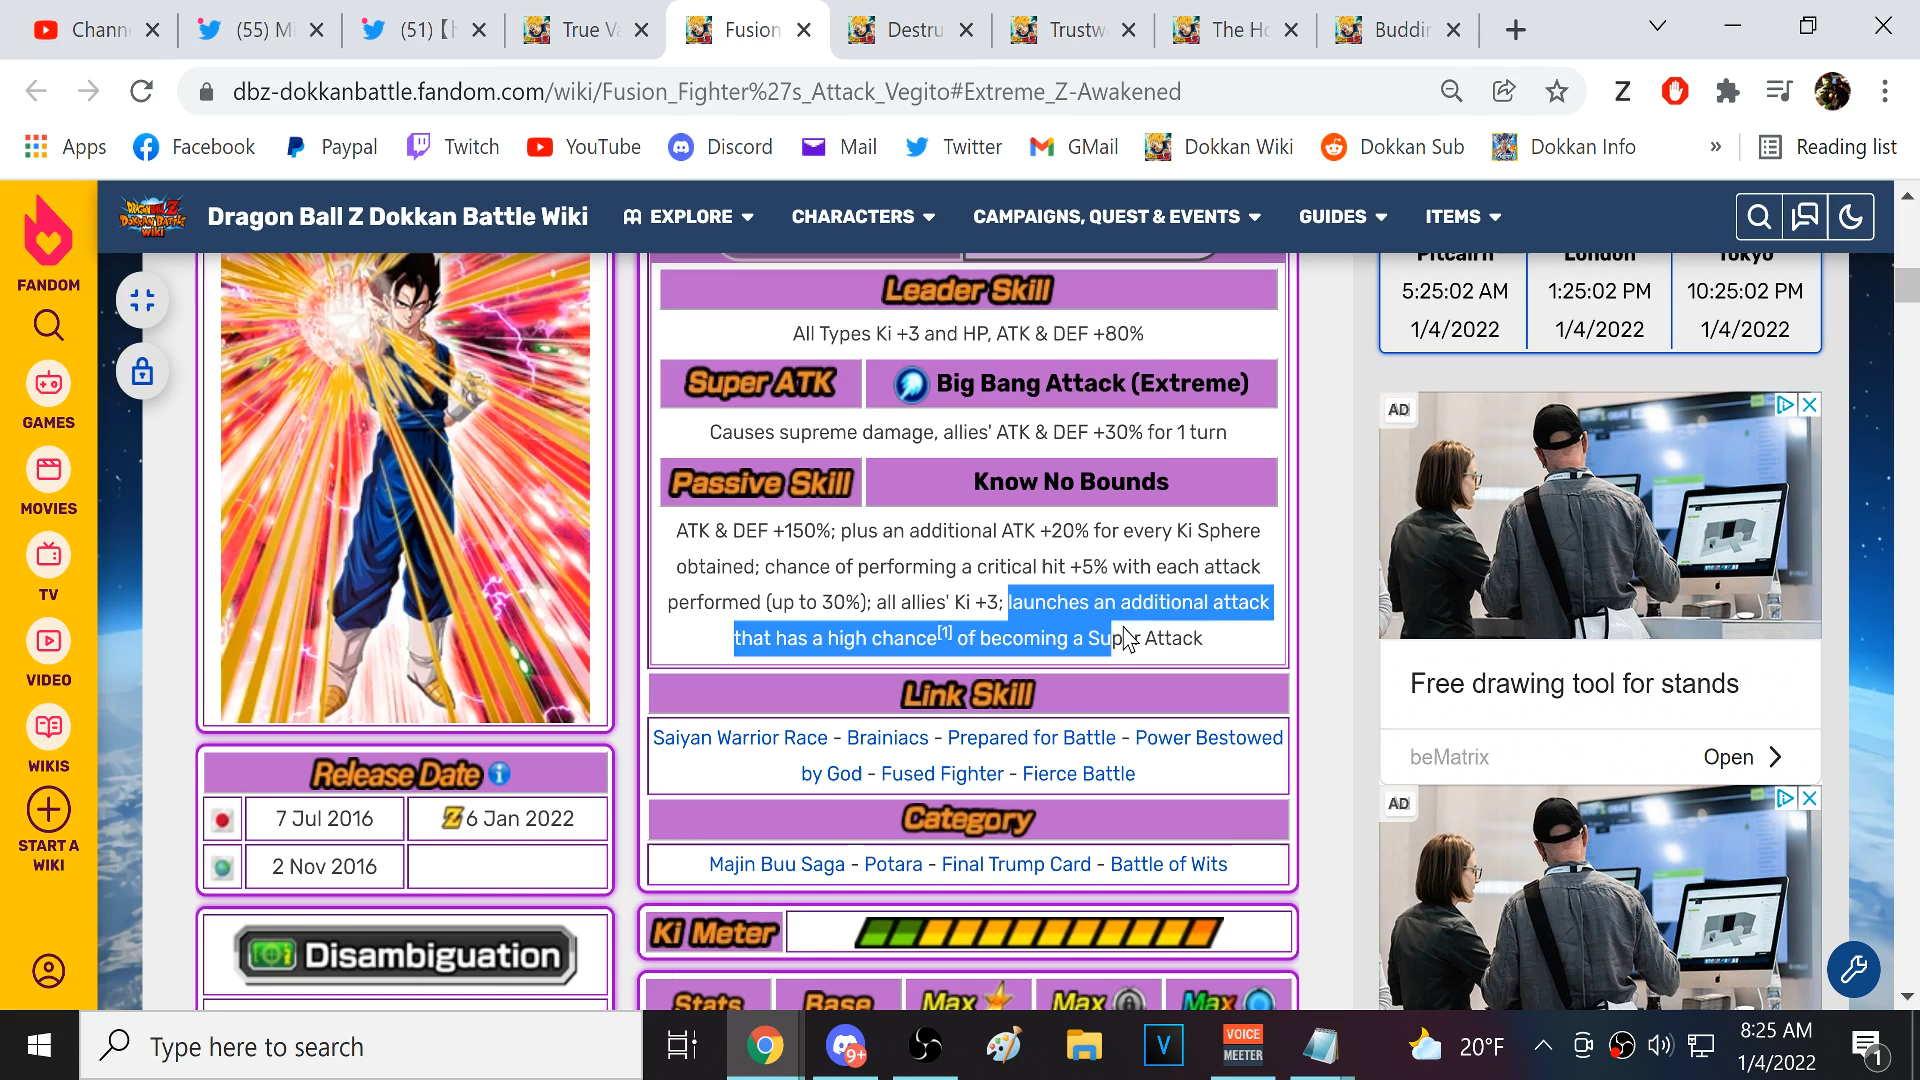 Chann
(55) Mi
(51)【h
True Va
Fusion
Destru
Trustw
The Ho
Buddin
dbz-dokkanbattle.fandom.com/wiki/Fusion_Fighter%27s_Attack_Vegito#Extreme_Z-Awakened
Apps
Facebook
Paypal
Twitch
YouTube
Discord
Mail
Twitter
GMail
Dokkan Wiki
Dokkan Sub
Dokkan Info
»
Reading list
Dragon Ball Z Dokkan Battle Wiki
EXPLORE
CHARACTERS
CAMPAIGNS, QUEST & EVENTS
GUIDES
ITEMS
FANDOM
GAMES
MOVIES
TV
VIDEO
WIKIS
START A
WIKI
Leader Skill
All Types Ki +3 and HP, ATK & DEF +80%
Super ATK
Big Bang Attack (Extreme)
Causes supreme damage, allies' ATK & DEF +30% for 1 turn
Passive Skill
Know No Bounds
ATK & DEF +150%; plus an additional ATK +20% for every Ki Sphere
obtained; chance of performing a critical hit +5% with each attack
performed (up to 30%); all allies' Ki +3; launches an additional attack
that has a high chance[1] of becoming a Super Attack
Link Skill
Saiyan Warrior Race - Brainiacs - Prepared for Battle - Power Bestowed
by God - Fused Fighter - Fierce Battle
Category
Majin Buu Saga - Potara - Final Trump Card - Battle of Wits
Ki Meter
Stats
Base
Max
Max
Max
Release Date
7 Jul 2016
Z 6 Jan 2022
2 Nov 2016
Disambiguation
Pitcairn
London
Tokyo
5:25:02 AM
1:25:02 PM
10:25:02 PM
1/4/2022
1/4/2022
1/4/2022
AD
Free drawing tool for stands
beMatrix
Open
AD
Type here to search
9+
V
VOICE
MEETER
20°F
8:25 AM
1/4/2022
1